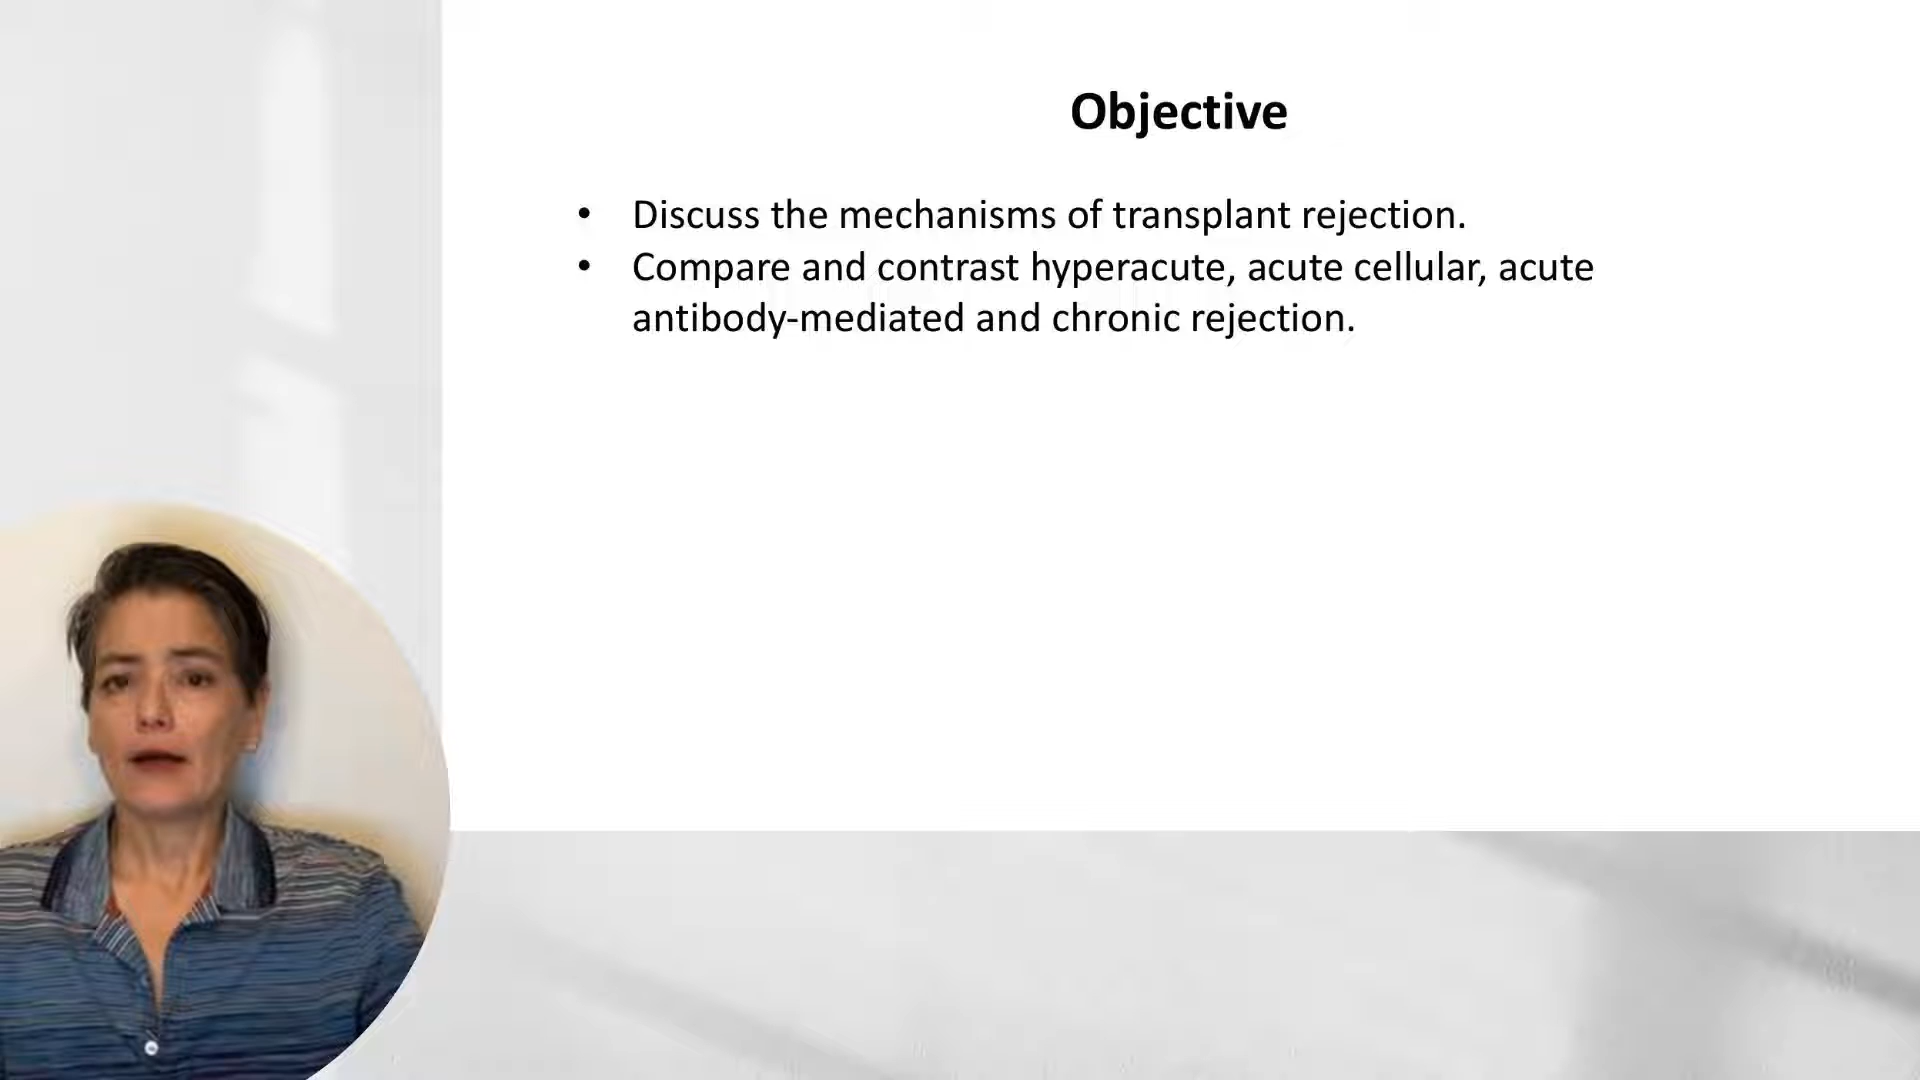 Objective
• Discuss the mechanisms of transplant rejection.
• Compare and contrast hyperacute, acute cellular, acute
antibody-mediated and chronic rejection.